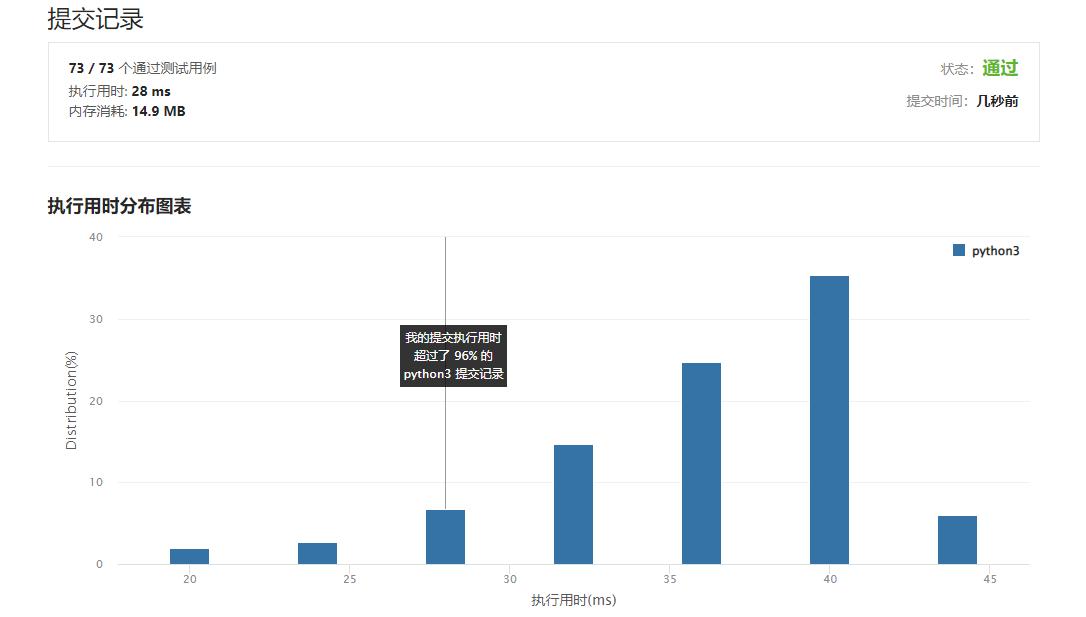 提交记录
73 / 73 个通过测试用例
状态：通过
执行用时: 28 ms
提交时间：几秒前
内存消耗: 14.9 MB
执行用时分布图表
python3
40
30
20
10
0
Distribution(%)
我的提交执行用时
超过了 96% 的
python3 提交记录
20 25 30 35 40 45
执行用时(ms)